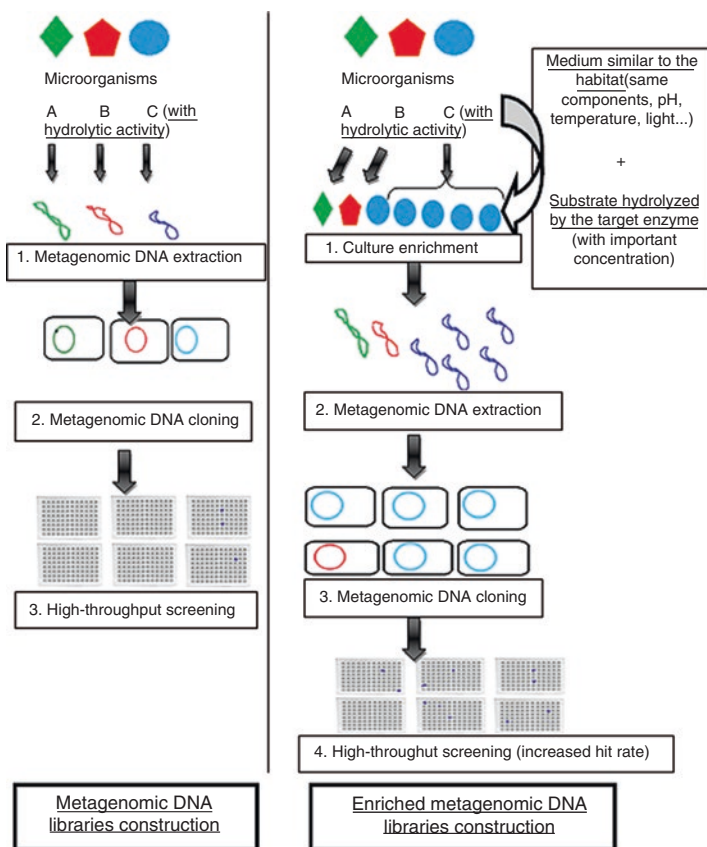 Microorganisms
A B C (with
hydrolytic activity)
1. Metagenomic DNA extraction
2. Metagenomic DNA cloning
3. High-throughput screening
Metagenomic DNA
libraries construction
Microorganisms
A B C (with
hydrolytic activity)
1. Culture enrichment
2. Metagenomic DNA extraction
3. Metagenomic DNA cloning
4. High-throughhut screening (increased hit rate)
Enriched metagenomic DNA
libraries construction
Medium similar to the
habitat(same
components, pH,
temperature, light...)
+
Substrate hydrolyzed
by the target enzyme
(with important
concentration)